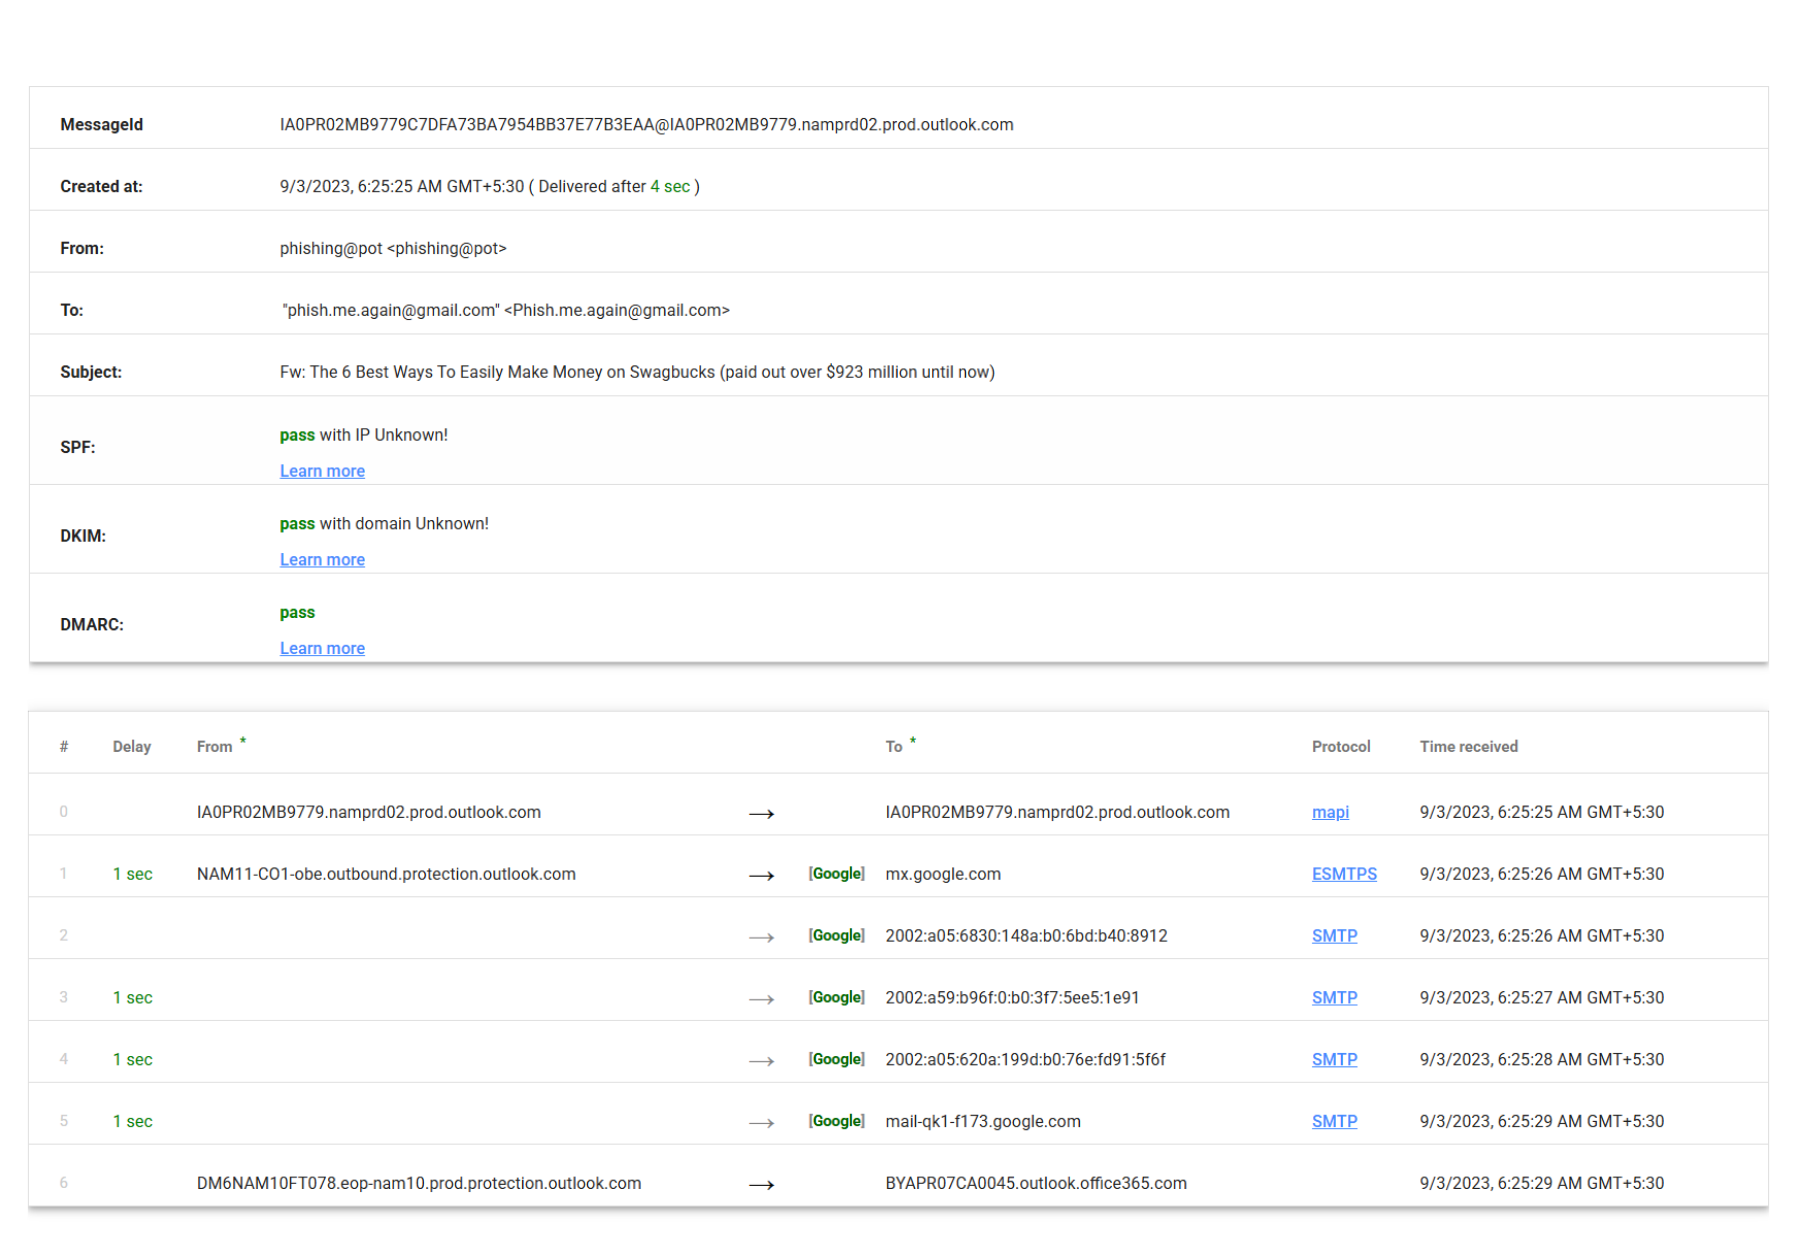 MessageId IA0PR02MB9779C7DFA73BA7954BB37E77B3EAA@IA0PR02MB9779.namprd02.prod.outlook.com
Created at: 9/3/2023, 6:25:25 AM GMT+5:30 ( Delivered after 4 sec )
From: phishing@pot <phishing@pot>
To: "phish.me.again@gmail.com" <Phish.me.again@gmail.com>
Subject: Fw: The 6 Best Ways To Easily Make Money on Swagbucks (paid out over $923 million until now)
SPF: pass with IP Unknown!
Learn more
DKIM: pass with domain Unknown!
Learn more
DMARC: pass
Learn more
# Delay From * To * Protocol Time received
0 IA0PR02MB9779.namprd02.prod.outlook.com → IA0PR02MB9779.namprd02.prod.outlook.com mapi 9/3/2023, 6:25:25 AM GMT+5:30
1 1 sec NAM11-CO1-obe.outbound.protection.outlook.com → [Google] mx.google.com ESMTPS 9/3/2023, 6:25:26 AM GMT+5:30
2 → [Google] 2002:a05:6830:148a:b0:6bd:b40:8912 SMTP 9/3/2023, 6:25:26 AM GMT+5:30
3 1 sec → [Google] 2002:a59:b96f:0:b0:3f7:5ee5:1e91 SMTP 9/3/2023, 6:25:27 AM GMT+5:30
4 1 sec → [Google] 2002:a05:620a:199d:b0:76e:fd91:5f6f SMTP 9/3/2023, 6:25:28 AM GMT+5:30
5 1 sec → [Google] mail-qk1-f173.google.com SMTP 9/3/2023, 6:25:29 AM GMT+5:30
6 DM6NAM10FT078.eop-nam10.prod.protection.outlook.com → BYAPR07CA0045.outlook.office365.com 9/3/2023, 6:25:29 AM GMT+5:30